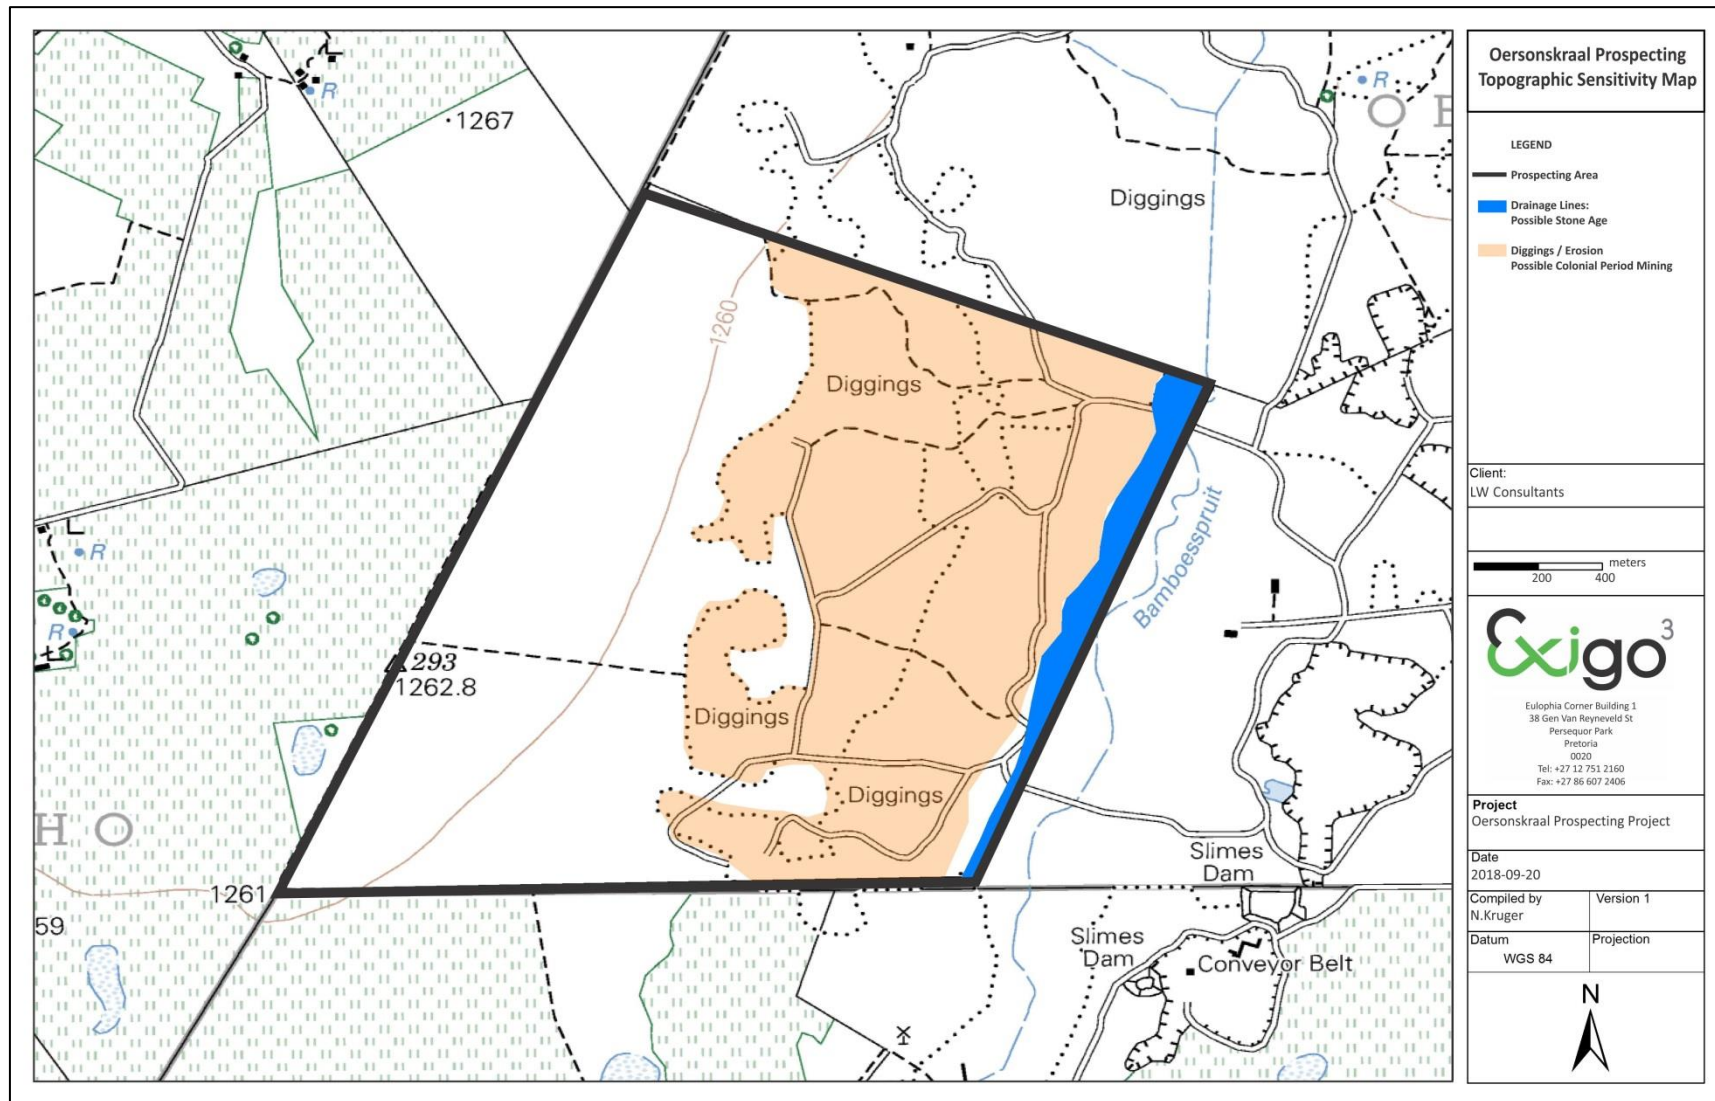 R
1267
1260
Diggings
Diggings
Diggings
Diggings
R
O
R
R
293
1262.8
Bamboesspruit
H O
1261
59
Slimes
Dam
Slimes
Dam
Conveyor Belt
Oersonskraal Prospecting
Topographic Sensitivity Map
LEGEND
Prospecting Area
Drainage Lines:
Possible Stone Age
Diggings / Erosion
Possible Colonial Period Mining
Client:
LW Consultants
meters
200 400
Exigo3
Eulophia Corner Building 1
38 Gen Van Reyneveld St
Persequor Park
Pretoria
0020
Tel: +27 12 751 2160
Fax: +27 86 607 2406
Project
Oersonskraal Prospecting Project
Date
2018-09-20
Compiled by
N.Kruger
Version 1
Datum
WGS 84
Projection
N